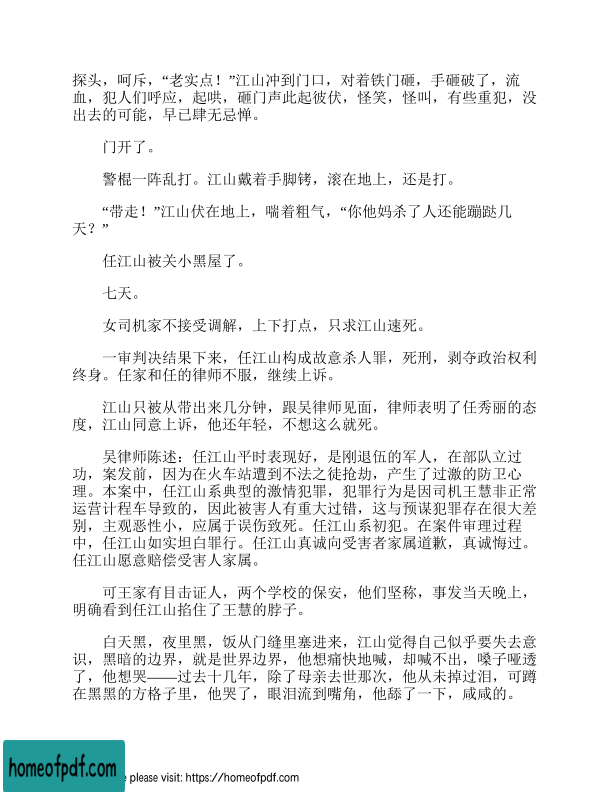 探头，呵斥，“老实点！”江山冲到门口，对着铁门砸，手砸破了，流
血，犯人们呼应，起哄，砸门声此起彼伏，怪笑，怪叫，有些重犯，没
出去的可能，早已肆无忌惮。
门开了。
警棍一阵乱打。江山戴着手脚铐，滚在地上，还是打。
“带走！”江山伏在地上，喘着粗气，“你他妈杀了人还能蹦跶几
天？”
任江山被关小黑屋了。
七天。
女司机家不接受调解，上下打点，只求江山速死。
一审判决结果下来，任江山构成故意杀人罪，死刑，剥夺政治权利
终身。任家和任的律师不服，继续上诉。
江山只被从带出来几分钟，跟吴律师见面，律师表明了任秀丽的态
度，江山同意上诉，他还年轻，不想这么就死。
吴律师陈述：任江山平时表现好，是刚退伍的军人，在部队立过
功，案发前，因为在火车站遭到不法之徒抢劫，产生了过激的防卫心
理。本案中，任江山系典型的激情犯罪，犯罪行为是因司机王慧非正常
运营计程车导致的，因此被害人有重大过错，这与预谋犯罪存在很大差
别，主观恶性小，应属于误伤致死。任江山系初犯。在案件审理过程
中，任江山如实坦白罪行。任江山真诚向受害者家属道歉，真诚悔过。
任江山愿意赔偿受害人家属。
可王家有目击证人，两个学校的保安，他们坚称，事发当天晚上，
明确看到任江山掐住了王慧的脖子。
白天黑，夜里黑，饭从门缝里塞进来，江山觉得自己似乎要失去意
识，黑暗的边界，就是世界边界，他想痛快地喊，却喊不出，嗓子哑透
了，他想哭——过去十几年，除了母亲去世那次，他从未掉过泪，可蹲
在黑黑的方格子里，他哭了，眼泪流到嘴角，他舔了一下，咸咸的。
homeofpdf.com
e please visit: https://homeofpdf.com